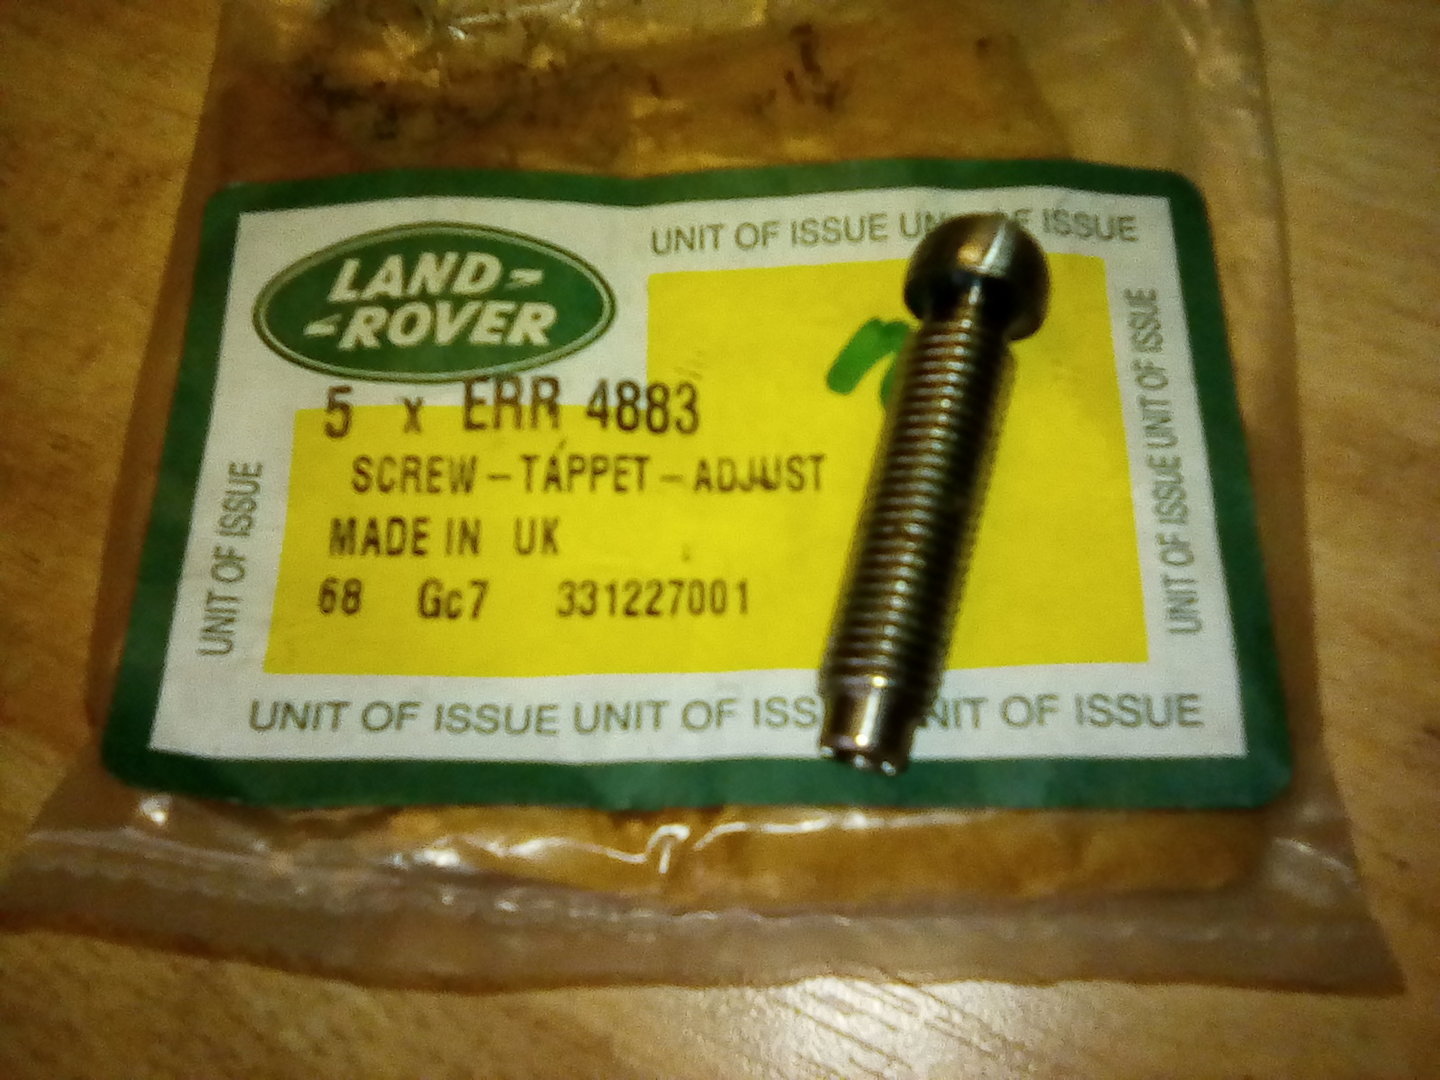 UNIT OF ISSUE UN OF ISSUE
LAND-
-ROVER
5 x ERR 4883
SCREW-TAPPET-ADJUST
MADE IN UK
68 Gc7 331227001
UNIT OF ISSUE
UNIT OF ISSUE UNIT OF ISSUE
UNIT OF ISSUE UNIT OF ISS NIT OF ISSUE